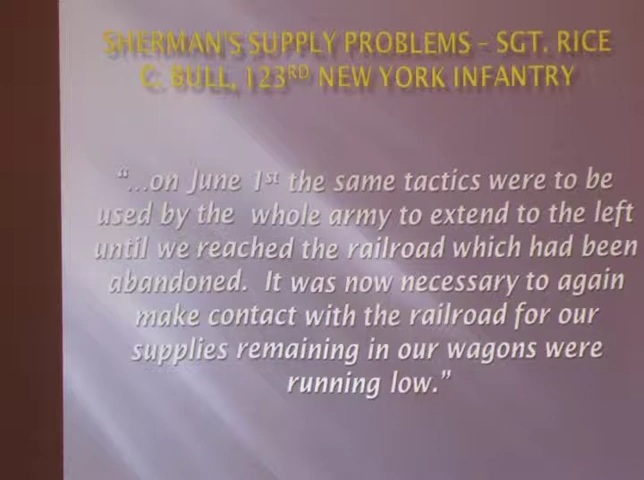 SHERMAN'S SUPPLY PROBLEMS – SGT. RICE
C. BULL, 123RD NEW YORK INFANTRY
"...on June 1st the same tactics were to be
used by the whole army to extend to the left
until we reached the railroad which had been
abandoned. It was now necessary to again
make contact with the railroad for our
supplies remaining in our wagons were
running low."